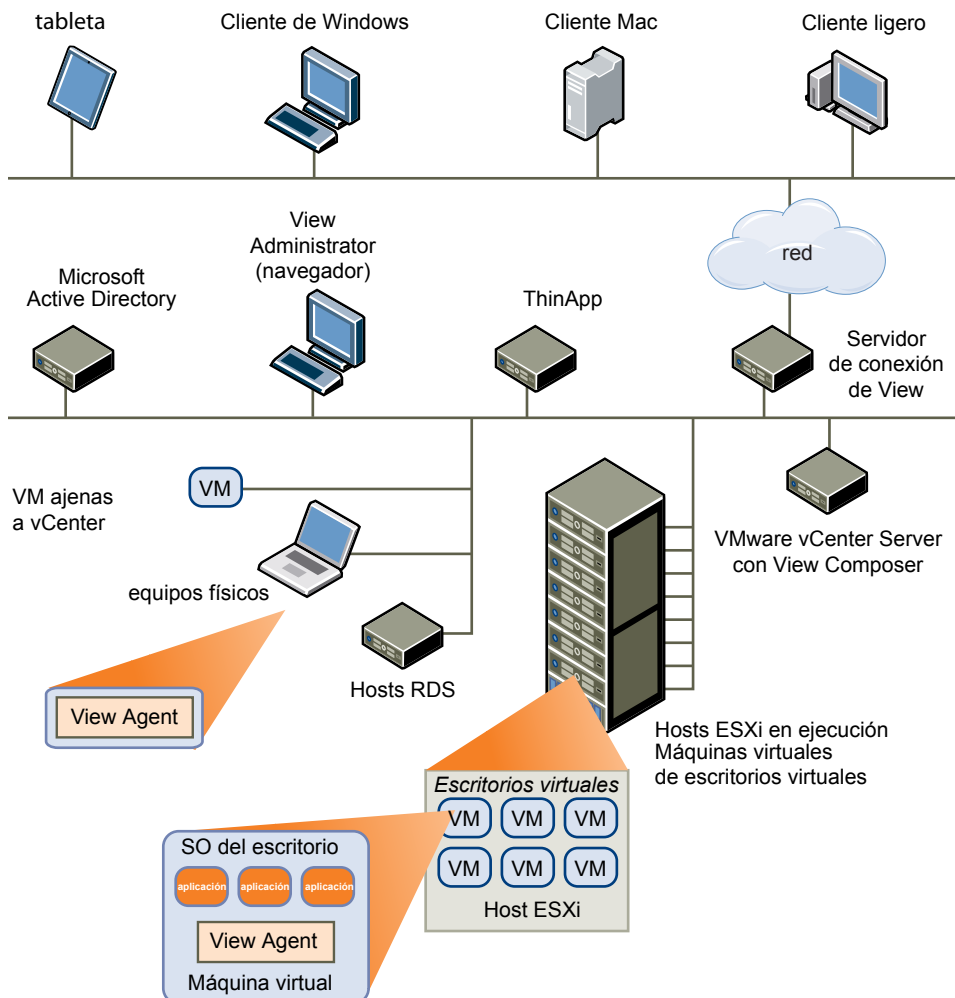 tableta
Cliente de Windows
Cliente Mac
Cliente ligero
red
View
Administrator
(navegador)
Microsoft
Active Directory
ThinApp
Servidor
de conexión
de View
VM ajenas
a vCenter
VM
equipos físicos
VMware vCenter Server
con View Composer
Hosts RDS
View Agent
Hosts ESXi en ejecución
Máquinas virtuales
de escritorios virtuales
Escritorios virtuales
VM
VM
VM
VM
VM
VM
Host ESXi
SO del escritorio
aplicación
aplicación
aplicación
View Agent
Máquina virtual